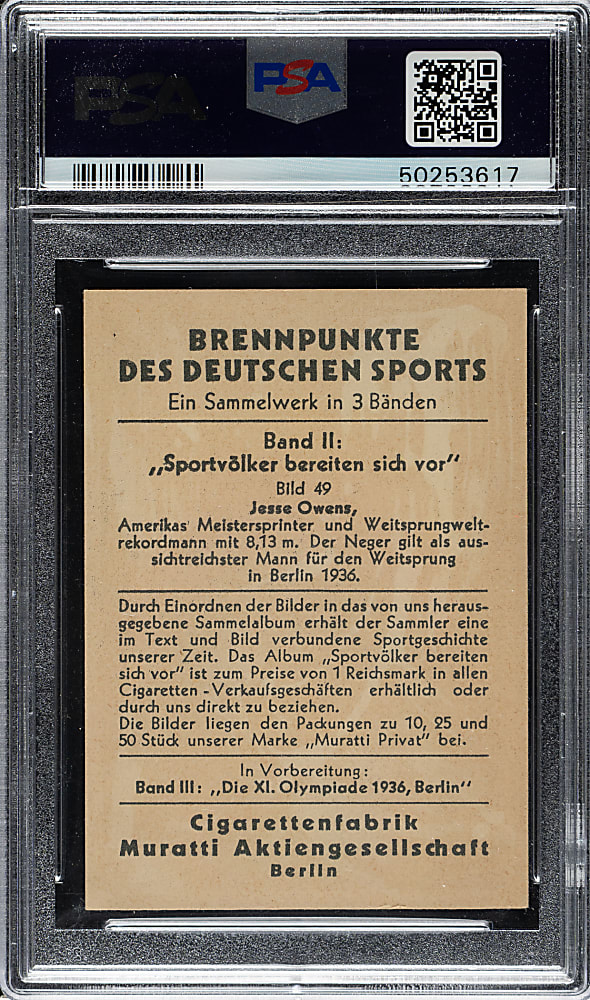 PSA
PSA
50253617
BRENNPUNKTE
DES DEUTSCHEN SPORTS
Ein Sammelwerk in 3 Bänden
Band II:
„Sportvölker bereiten sich vor“
Bild 49
Jesse Owens,
Amerikas Meistersprinter und Weitsprungwelt-
rekordmann mit 8,13 m. Der Neger gilt als aus-
sichtreichster Mann für den Weitsprung
in Berlin 1936.
Durch Einordnen der Bilder in das von uns heraus-
gegebene Sammelalbum erhält der Sammler eine
im Text und Bild verbundene Sportgeschichte
unserer Zeit. Das Album „Sportvölker bereiten
sich vor“ ist zum Preise von 1 Reichsmark in allen
Cigaretten-Verkaufsgeschäften erhältlich oder
durch uns direkt zu beziehen.
Die Bilder liegen den Packungen zu 10, 25 und
50 Stück unserer Marke „Muratti Privat“ bei.
In Vorbereitung:
Band III: „Die XI. Olympiade 1936, Berlin“
Cigarettenfabrik
Muratti Aktiengesellschaft
Berlin